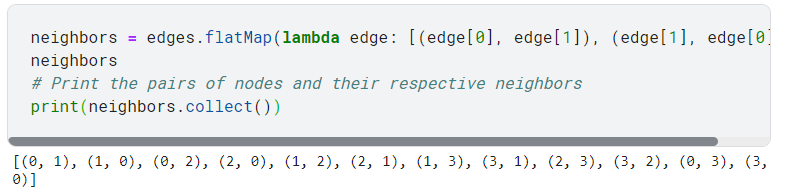 neighbors = edges.flatMap(lambda edge: [(edge[0], edge[1]), (edge[1], edge[0]
neighbors
# Print the pairs of nodes and their respective neighbors
print(neighbors.collect())
[(0, 1), (1, 0), (0, 2), (2, 0), (1, 2), (2, 1), (1, 3), (3, 1), (2, 3), (3, 2), (0, 3), (3,
0)]